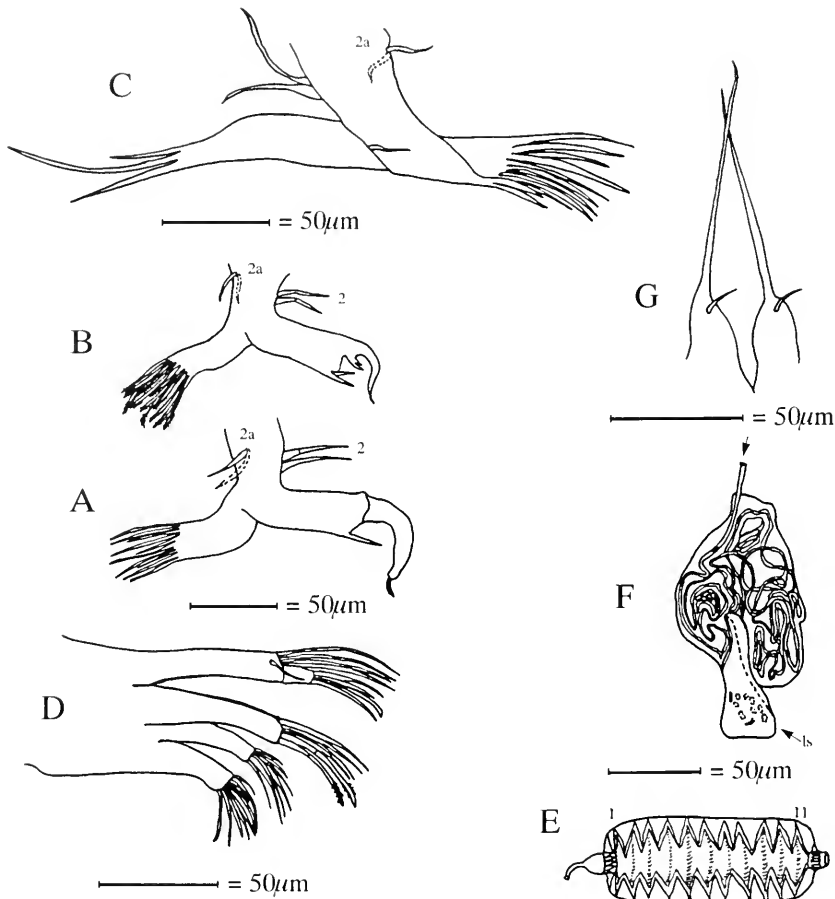 2a
C
= 50µm
2a
2
B
G
= 50µm
2a
2
A
= 50µm
F
ls
D
= 50µm
1
11
E
= 50µm